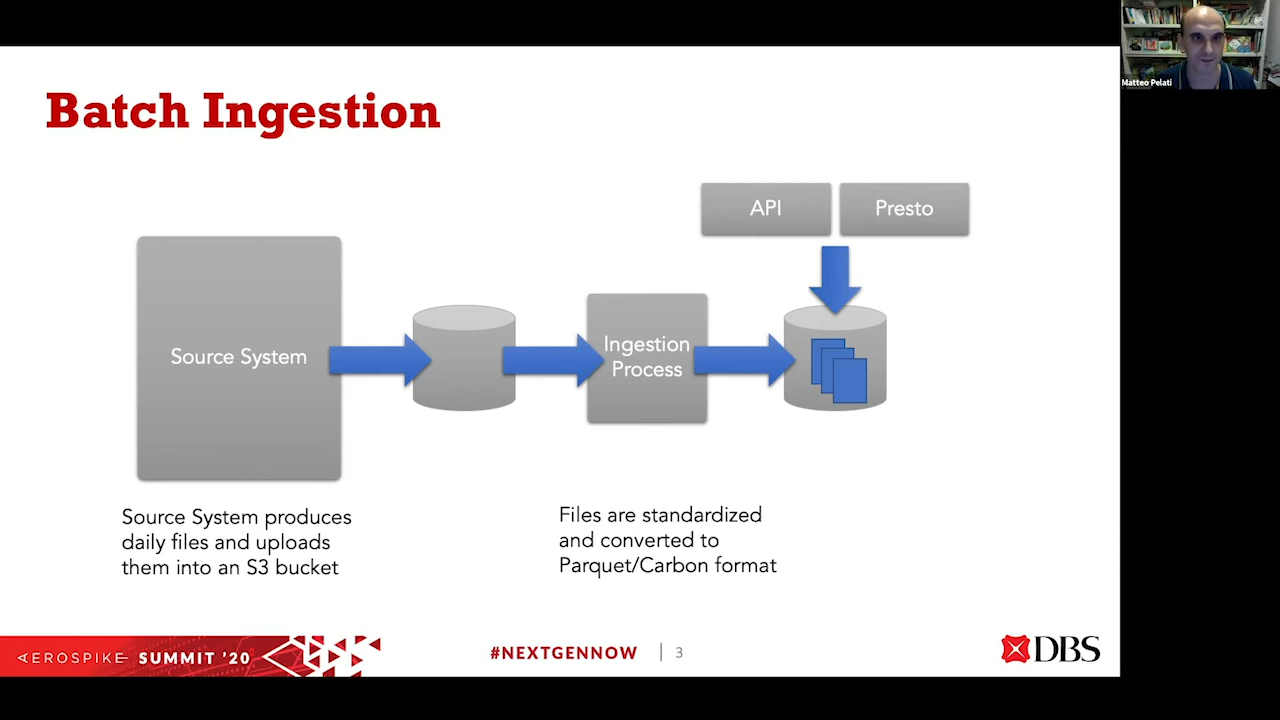 Matteo Pelati
Batch Ingestion
API
Presto
Source System
Ingestion
Process
Source System produces
daily files and uploads
them into an S3 bucket
Files are standardized
and converted to
Parquet/Carbon format
AEROSPIKE SUMMIT '20
#NEXTGENNOW | 3
DBS